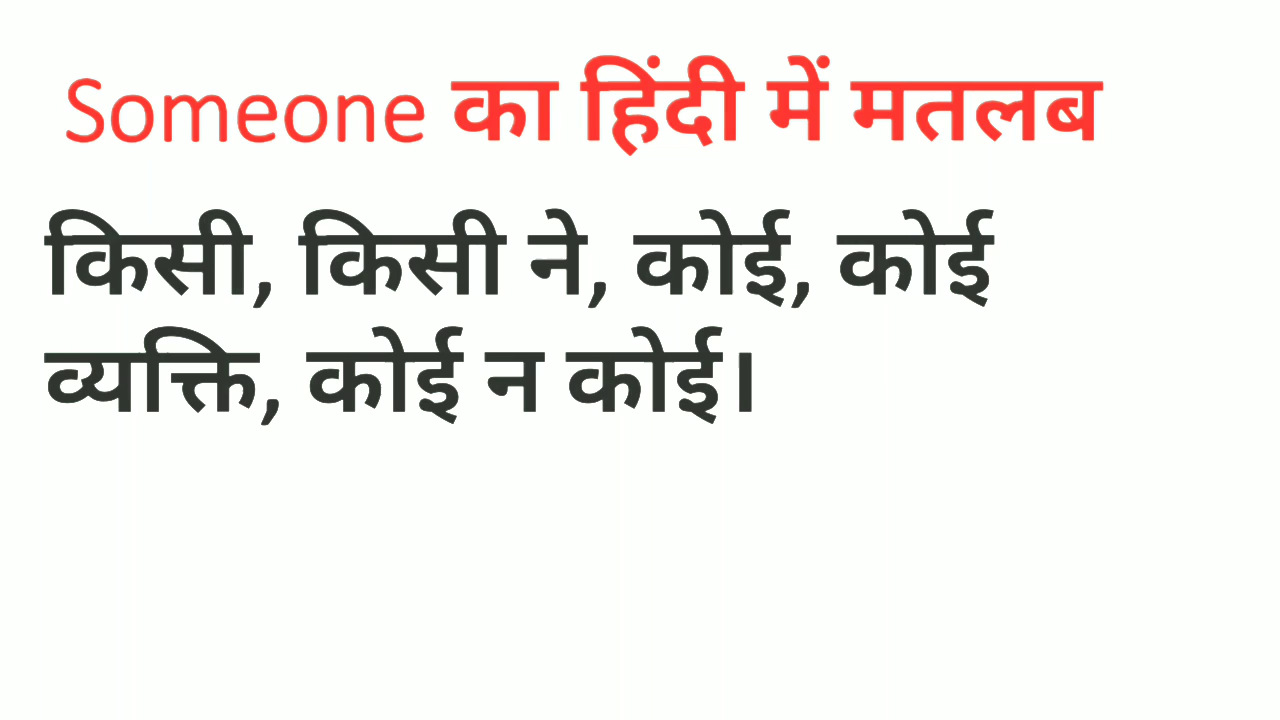 Someone का हिंदी में मतलब
किसी, किसी ने, कोई, कोई
व्यक्ति, कोई न कोई।